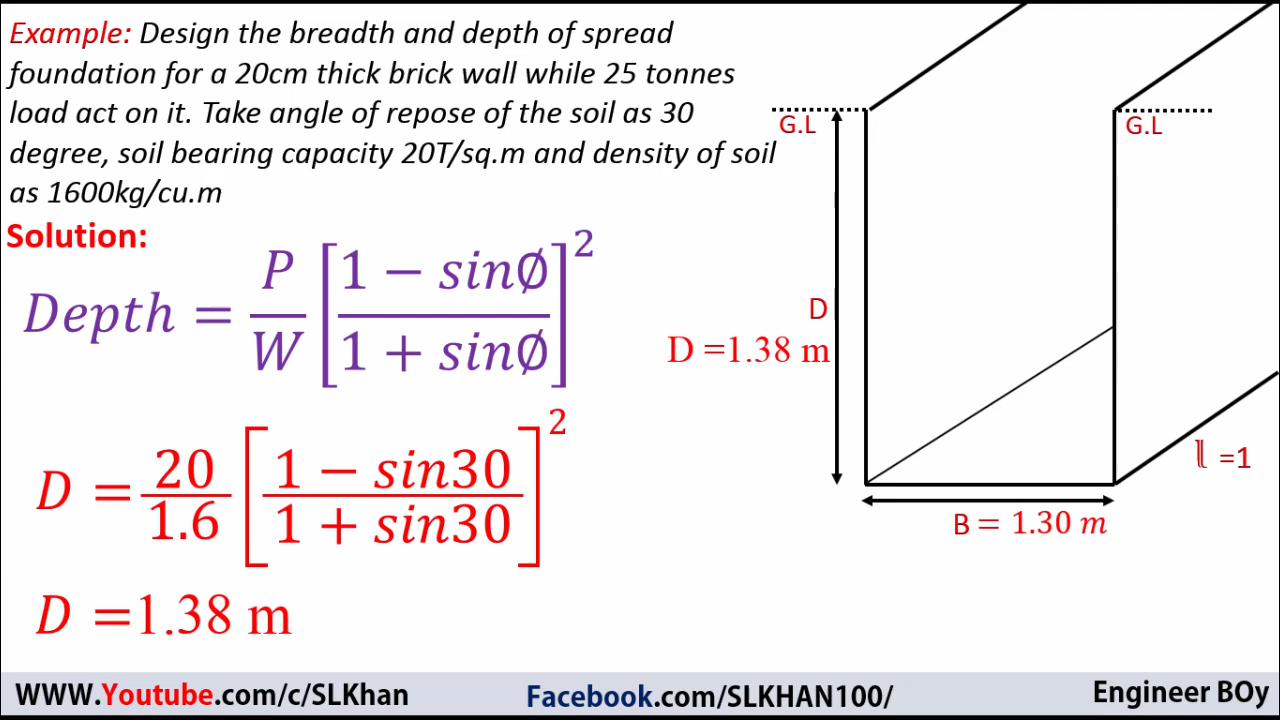 Example: Design the breadth and depth of spread
foundation for a 20cm thick brick wall while 25 tonnes
load act on it. Take angle of repose of the soil as 30
degree, soil bearing capacity 20T/sq.m and density of soil
as 1600kg/cu.m
Solution:
Depth = P/W [(1 − sin∅)/(1 + sin∅)]²
D = 20/1.6 [(1 − sin30)/(1 + sin30)]²
D =1.38 m
G.L
G.L
D
D =1.38 m
l =1
B = 1.30 m
WWW.Youtube.com/c/SLKhan
Facebook.com/SLKHAN100/
Engineer BOy